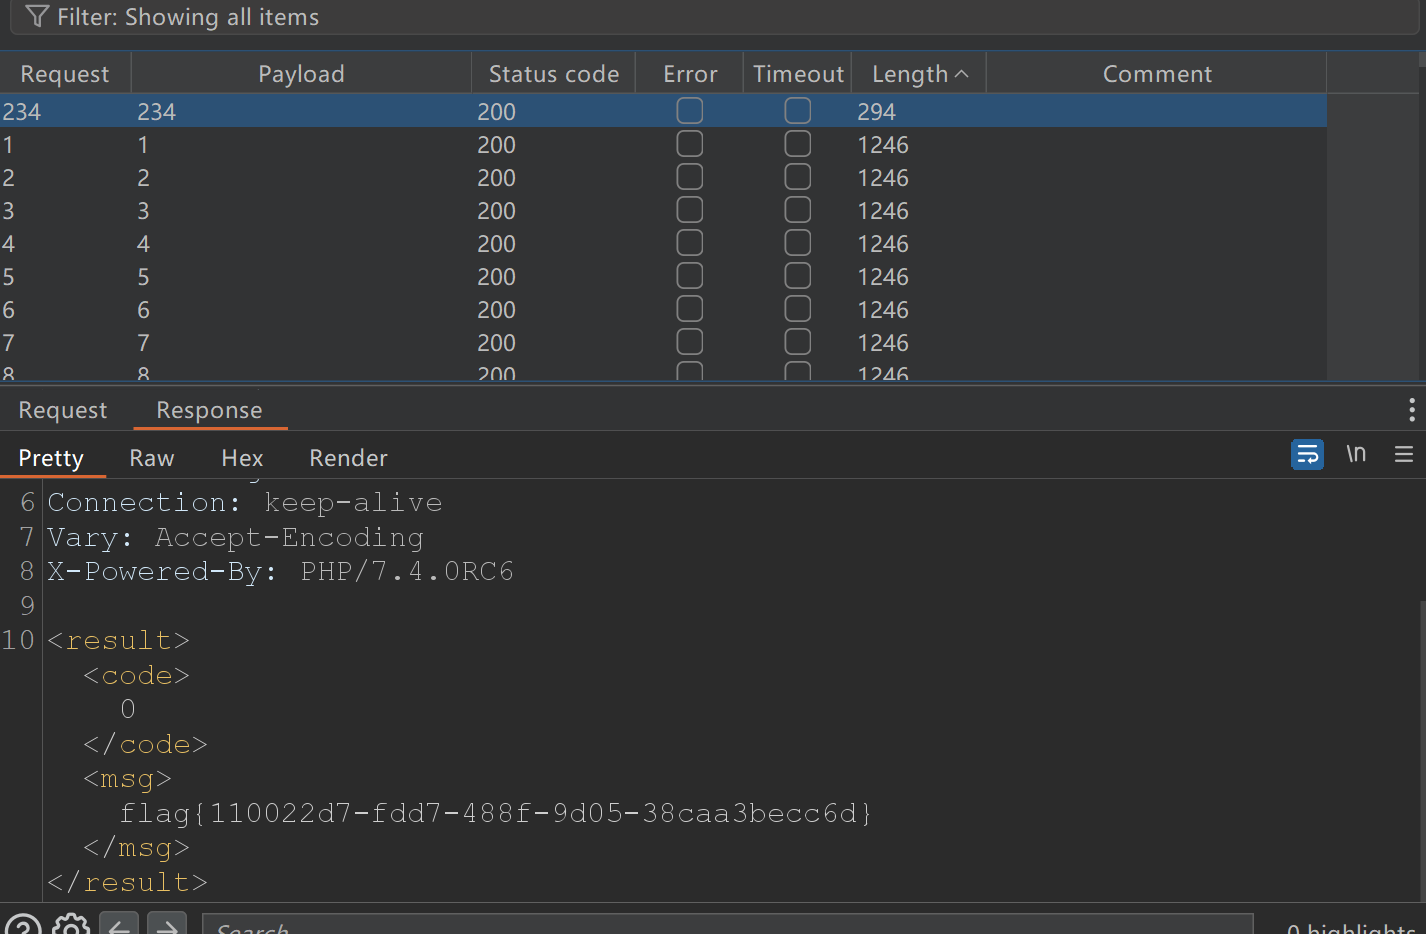 Filter: Showing all items
Request Payload Status code Error Timeout Length Comment
234 234 200 294
1 1 200 1246
2 2 200 1246
3 3 200 1246
4 4 200 1246
5 5 200 1246
6 6 200 1246
7 7 200 1246
8 8 200 1246
Request Response
Pretty Raw Hex Render \n
6 Connection: keep-alive
7 Vary: Accept-Encoding
8 X-Powered-By: PHP/7.4.0RC6
9
10 <result>
<code>
0
</code>
<msg>
flag{110022d7-fdd7-488f-9d05-38caa3becc6d}
</msg>
</result>
Search 0 highlights